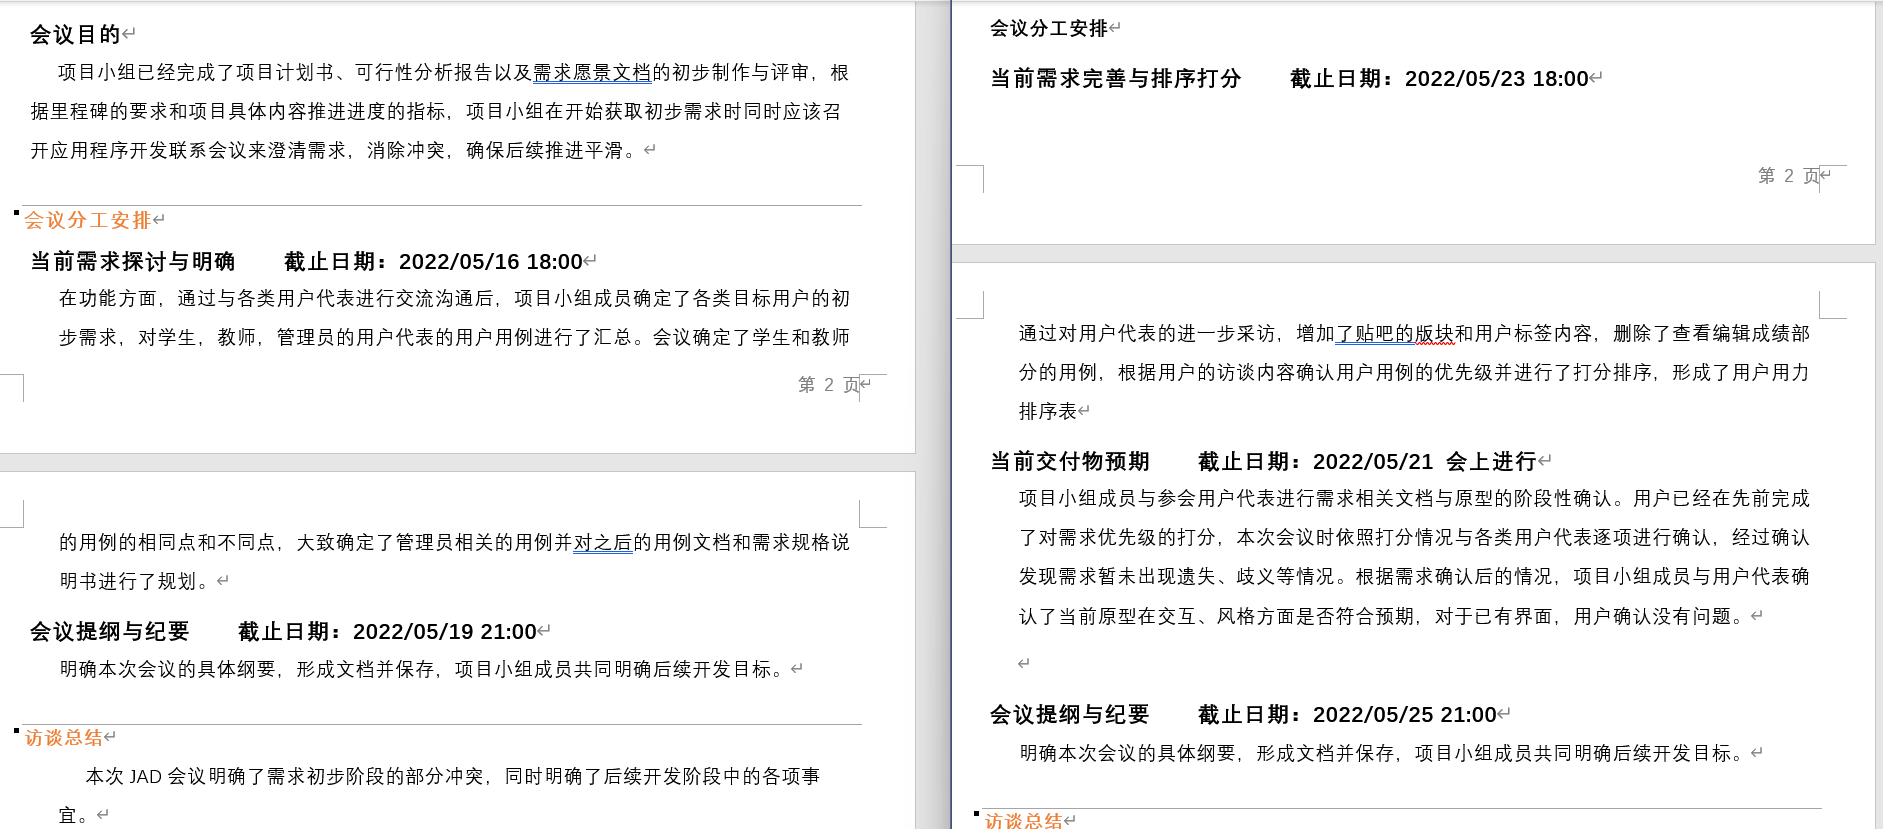 会议目的
项目小组已经完成了项目计划书、可行性分析报告以及需求愿景文档的初步制作与评审，根
据里程碑的要求和项目具体内容推进进度的指标，项目小组在开始获取初步需求时同时应该召
开应用程序开发联系会议来澄清需求，消除冲突，确保后续推进平滑。
会议分工安排
当前需求探讨与明确 截止日期：2022/05/16 18:00
在功能方面，通过与各类用户代表进行交流沟通后，项目小组成员确定了各类目标用户的初
步需求，对学生，教师，管理员的用户代表的用户用例进行了汇总。会议确定了学生和教师
第 2 页
的用例的相同点和不同点，大致确定了管理员相关的用例并对之后的用例文档和需求规格说
明书进行了规划。
会议提纲与纪要 截止日期：2022/05/19 21:00
明确本次会议的具体纲要，形成文档并保存，项目小组成员共同明确后续开发目标。
访谈总结
本次 JAD 会议明确了需求初步阶段的部分冲突，同时明确了后续开发阶段中的各项事
宜。
会议分工安排
当前需求完善与排序打分 截止日期：2022/05/23 18:00
第 2 页
通过对用户代表的进一步采访，增加了贴吧的版块和用户标签内容，删除了查看编辑成绩部
分的用例，根据用户的访谈内容确认用户用例的优先级并进行了打分排序，形成了用户用力
排序表
当前交付物预期 截止日期：2022/05/21 会上进行
项目小组成员与参会用户代表进行需求相关文档与原型的阶段性确认。用户已经在先前完成
了对需求优先级的打分，本次会议时依照打分情况与各类用户代表逐项进行确认，经过确认
发现需求暂未出现遗失、歧义等情况。根据需求确认后的情况，项目小组成员与用户代表确
认了当前原型在交互、风格方面是否符合预期，对于已有界面，用户确认没有问题。
会议提纲与纪要 截止日期：2022/05/25 21:00
明确本次会议的具体纲要，形成文档并保存，项目小组成员共同明确后续开发目标。
访谈总结